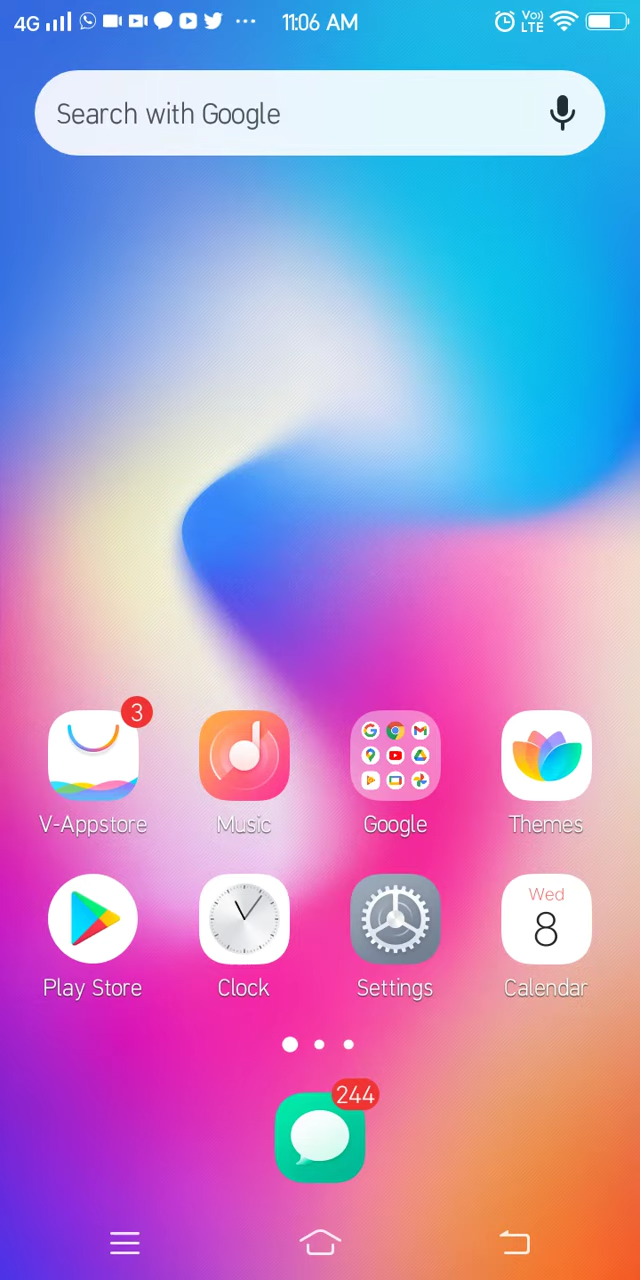 4G 11:06 AM Vo)) LTE
Search with Google
3
V-Appstore Music Google Themes
Wed
8
Play Store Clock Settings Calendar
244